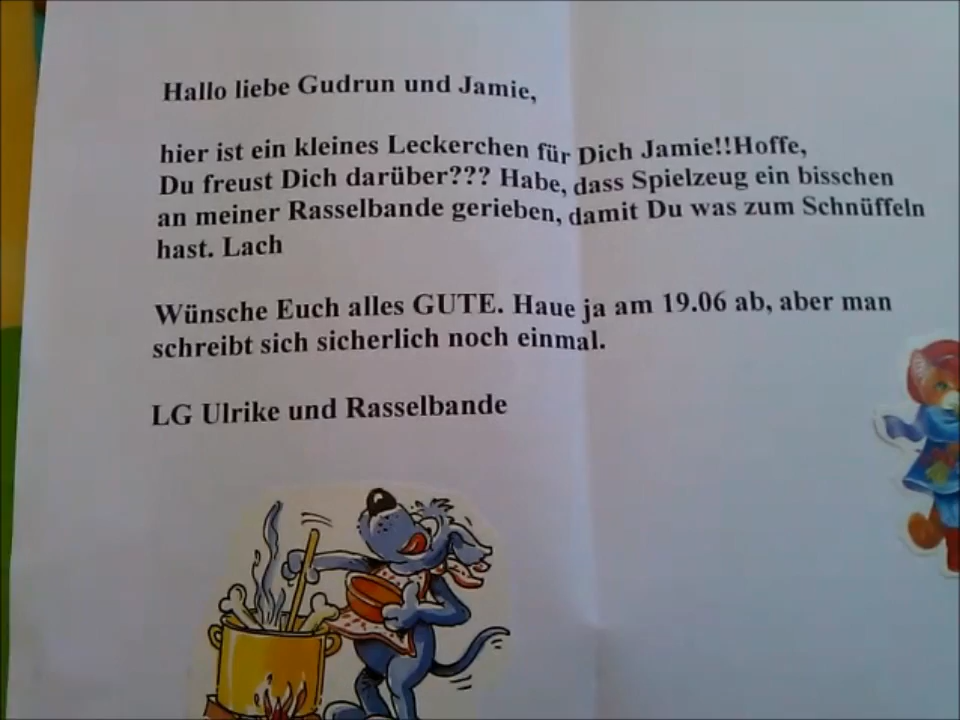 Hallo liebe Gudrun und Jamie,
hier ist ein kleines Leckerchen für Dich Jamie!!Hoffe,
Du freust Dich darüber??? Habe, dass Spielzeug ein bisschen
an meiner Rasselbande gerieben, damit Du was zum Schnüffeln
hast. Lach
Wünsche Euch alles GUTE. Haue ja am 19.06 ab, aber man
schreibt sich sicherlich noch einmal.
LG Ulrike und Rasselbande